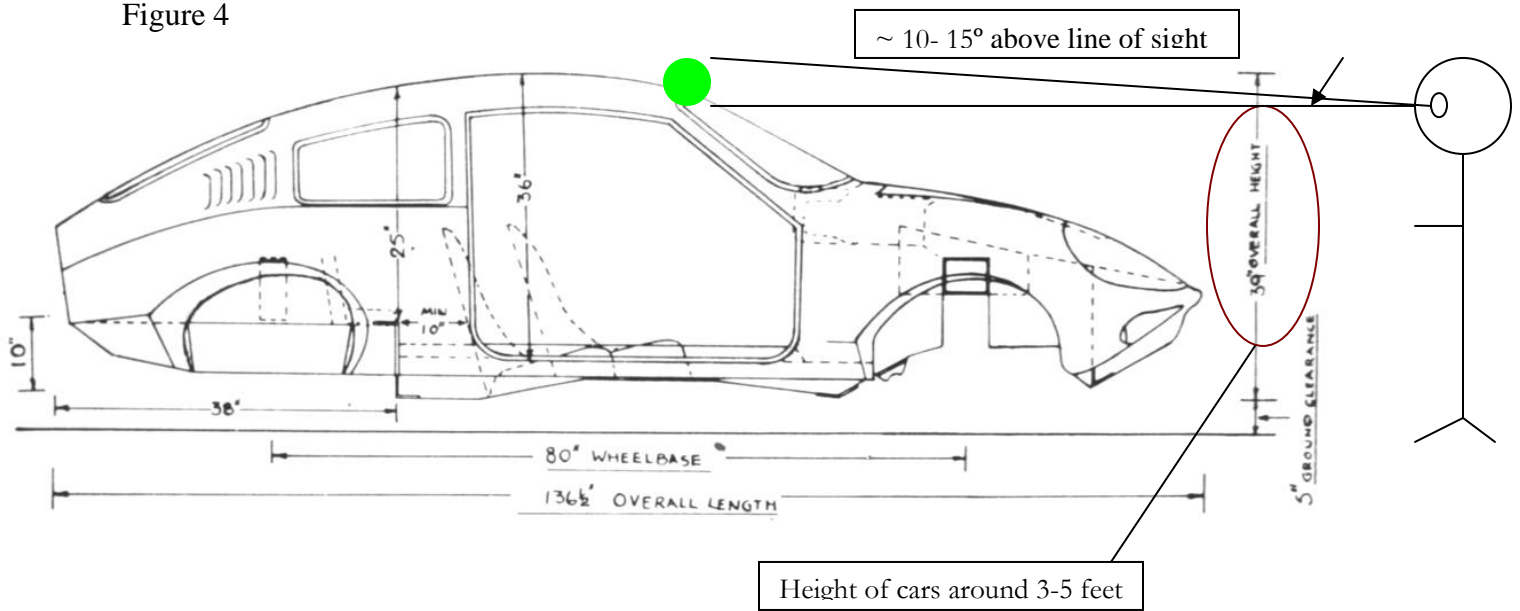 Figure 4
~ 10- 15º above line of sight
36"
25"
39" OVERALL HEIGHT
MIN
10"
10"
38"
5" GROUND CLEARANCE
80" WHEELBASE
136½" OVERALL LENGTH
Height of cars around 3-5 feet